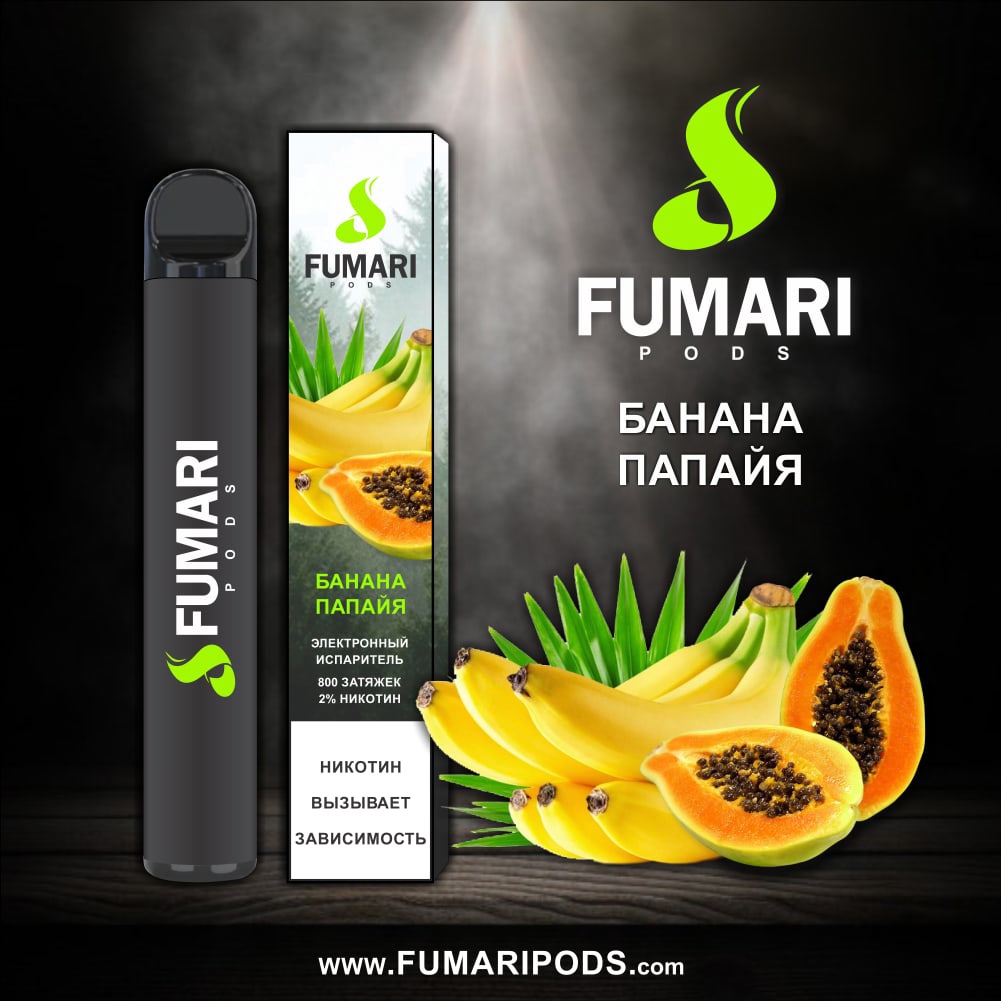 FUMARI
PODS
FUMARI
PODS
БАНАНА
ПАПАЙЯ
ЭЛЕКТРОННЫЙ
ИСПАРИТЕЛЬ
800 ЗАТЯЖЕК
2% НИКОТИН
НИКОТИН
ВЫЗЫВАЕТ
ЗАВИСИМОСТЬ
FUMARI
PODS
БАНАНА
ПАПАЙЯ
www.FUMARIPODS.com